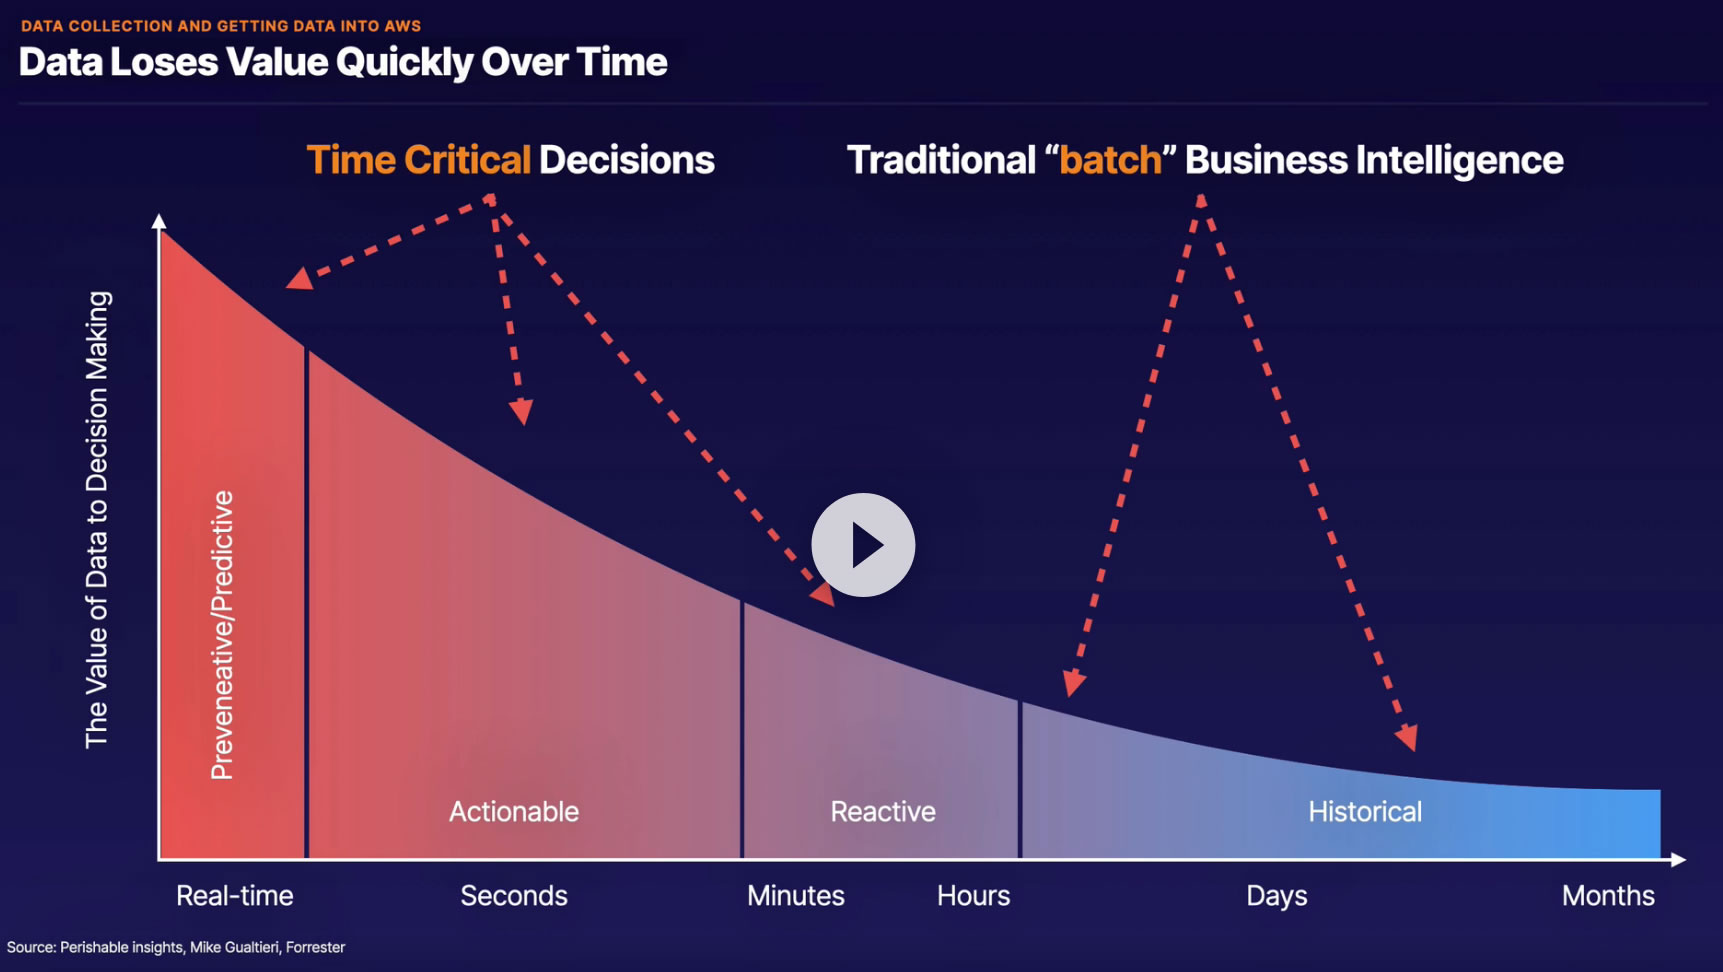 DATA COLLECTION AND GETTING DATA INTO AWS
Data Loses Value Quickly Over Time
Time Critical Decisions
Traditional “batch” Business Intelligence
The Value of Data to Decision Making
Preveneative/Predictive
Actionable
Reactive
Historical
Real-time
Seconds
Minutes
Hours
Days
Months
Source: Perishable insights, Mike Gualtieri, Forrester